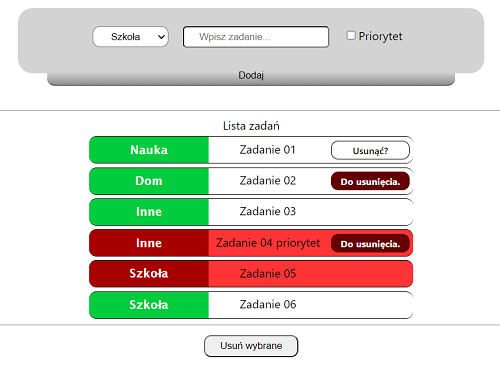 Szkoła Wpisz zadanie... Priorytet
Dodaj
Lista zadań
Nauka Zadanie 01 Usunąć?
Dom Zadanie 02 Do usunięcia.
Inne Zadanie 03
Inne Zadanie 04 priorytet Do usunięcia.
Szkoła Zadanie 05
Szkoła Zadanie 06
Usuń wybrane